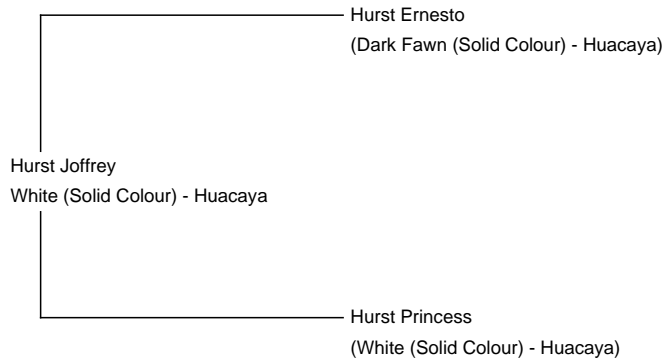 Hurst Ernesto
(Dark Fawn (Solid Colour) - Huacaya)
Hurst Joffrey
White (Solid Colour) - Huacaya
Hurst Princess
(White (Solid Colour) - Huacaya)